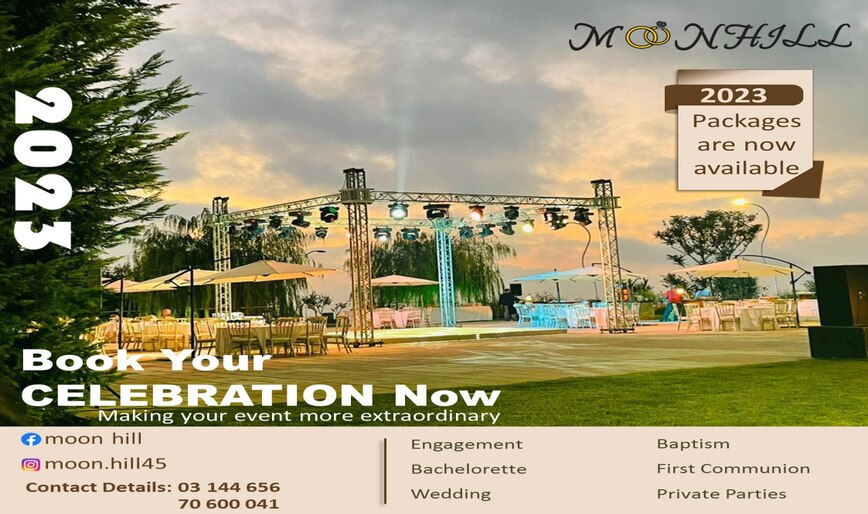 MOONHILL
2023
2023
Packages
are now
available
Book Your
CELEBRATION Now
Making your event more extraordinary
moon hill
moon.hill45
Contact Details: 03 144 656
70 600 041
Engagement
Bachelorette
Wedding
Baptism
First Communion
Private Parties